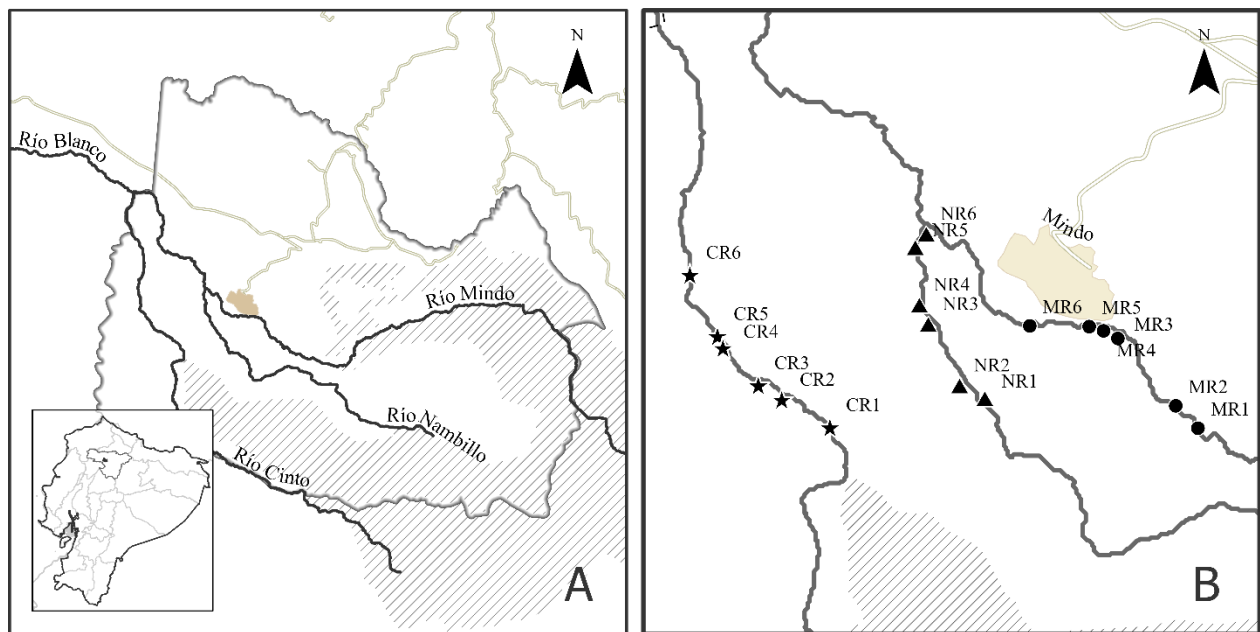 N
Río Blanco
Río Mindo
Río Nambillo
Río Cinto
A
N
Mindo
NR6
NR5
CR6
NR4
NR3
MR6
MR5
MR3
MR4
CR5
CR4
CR3
CR2
NR2
NR1
MR2
MR1
CR1
B